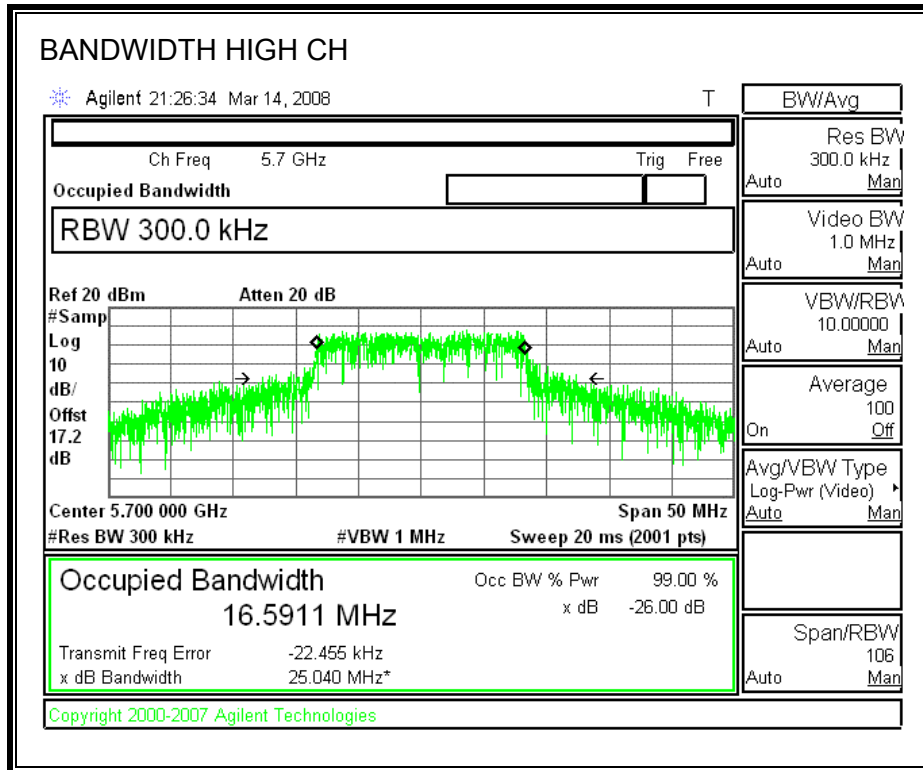 BANDWIDTH HIGH CH
Agilent 21:26:34 Mar 14, 2008 T
Ch Freq 5.7 GHz Trig Free
Occupied Bandwidth
RBW 300.0 kHz
Ref 20 dBm Atten 20 dB
#Samp
Log
10
dB/
Offst
17.2
dB
Center 5.700 000 GHz Span 50 MHz
#Res BW 300 kHz #VBW 1 MHz Sweep 20 ms (2001 pts)
Occupied Bandwidth
16.5911 MHz
Occ BW % Pwr 99.00 %
x dB -26.00 dB
Transmit Freq Error -22.455 kHz
x dB Bandwidth 25.040 MHz*
Copyright 2000-2007 Agilent Technologies
BW/Avg
Res BW
300.0 kHz
Auto Man
Video BW
1.0 MHz
Auto Man
VBW/RBW
10.00000
Auto Man
Average
100
On Off
Avg/VBW Type
Log-Pwr (Video)
Auto Man
Span/RBW
106
Auto Man